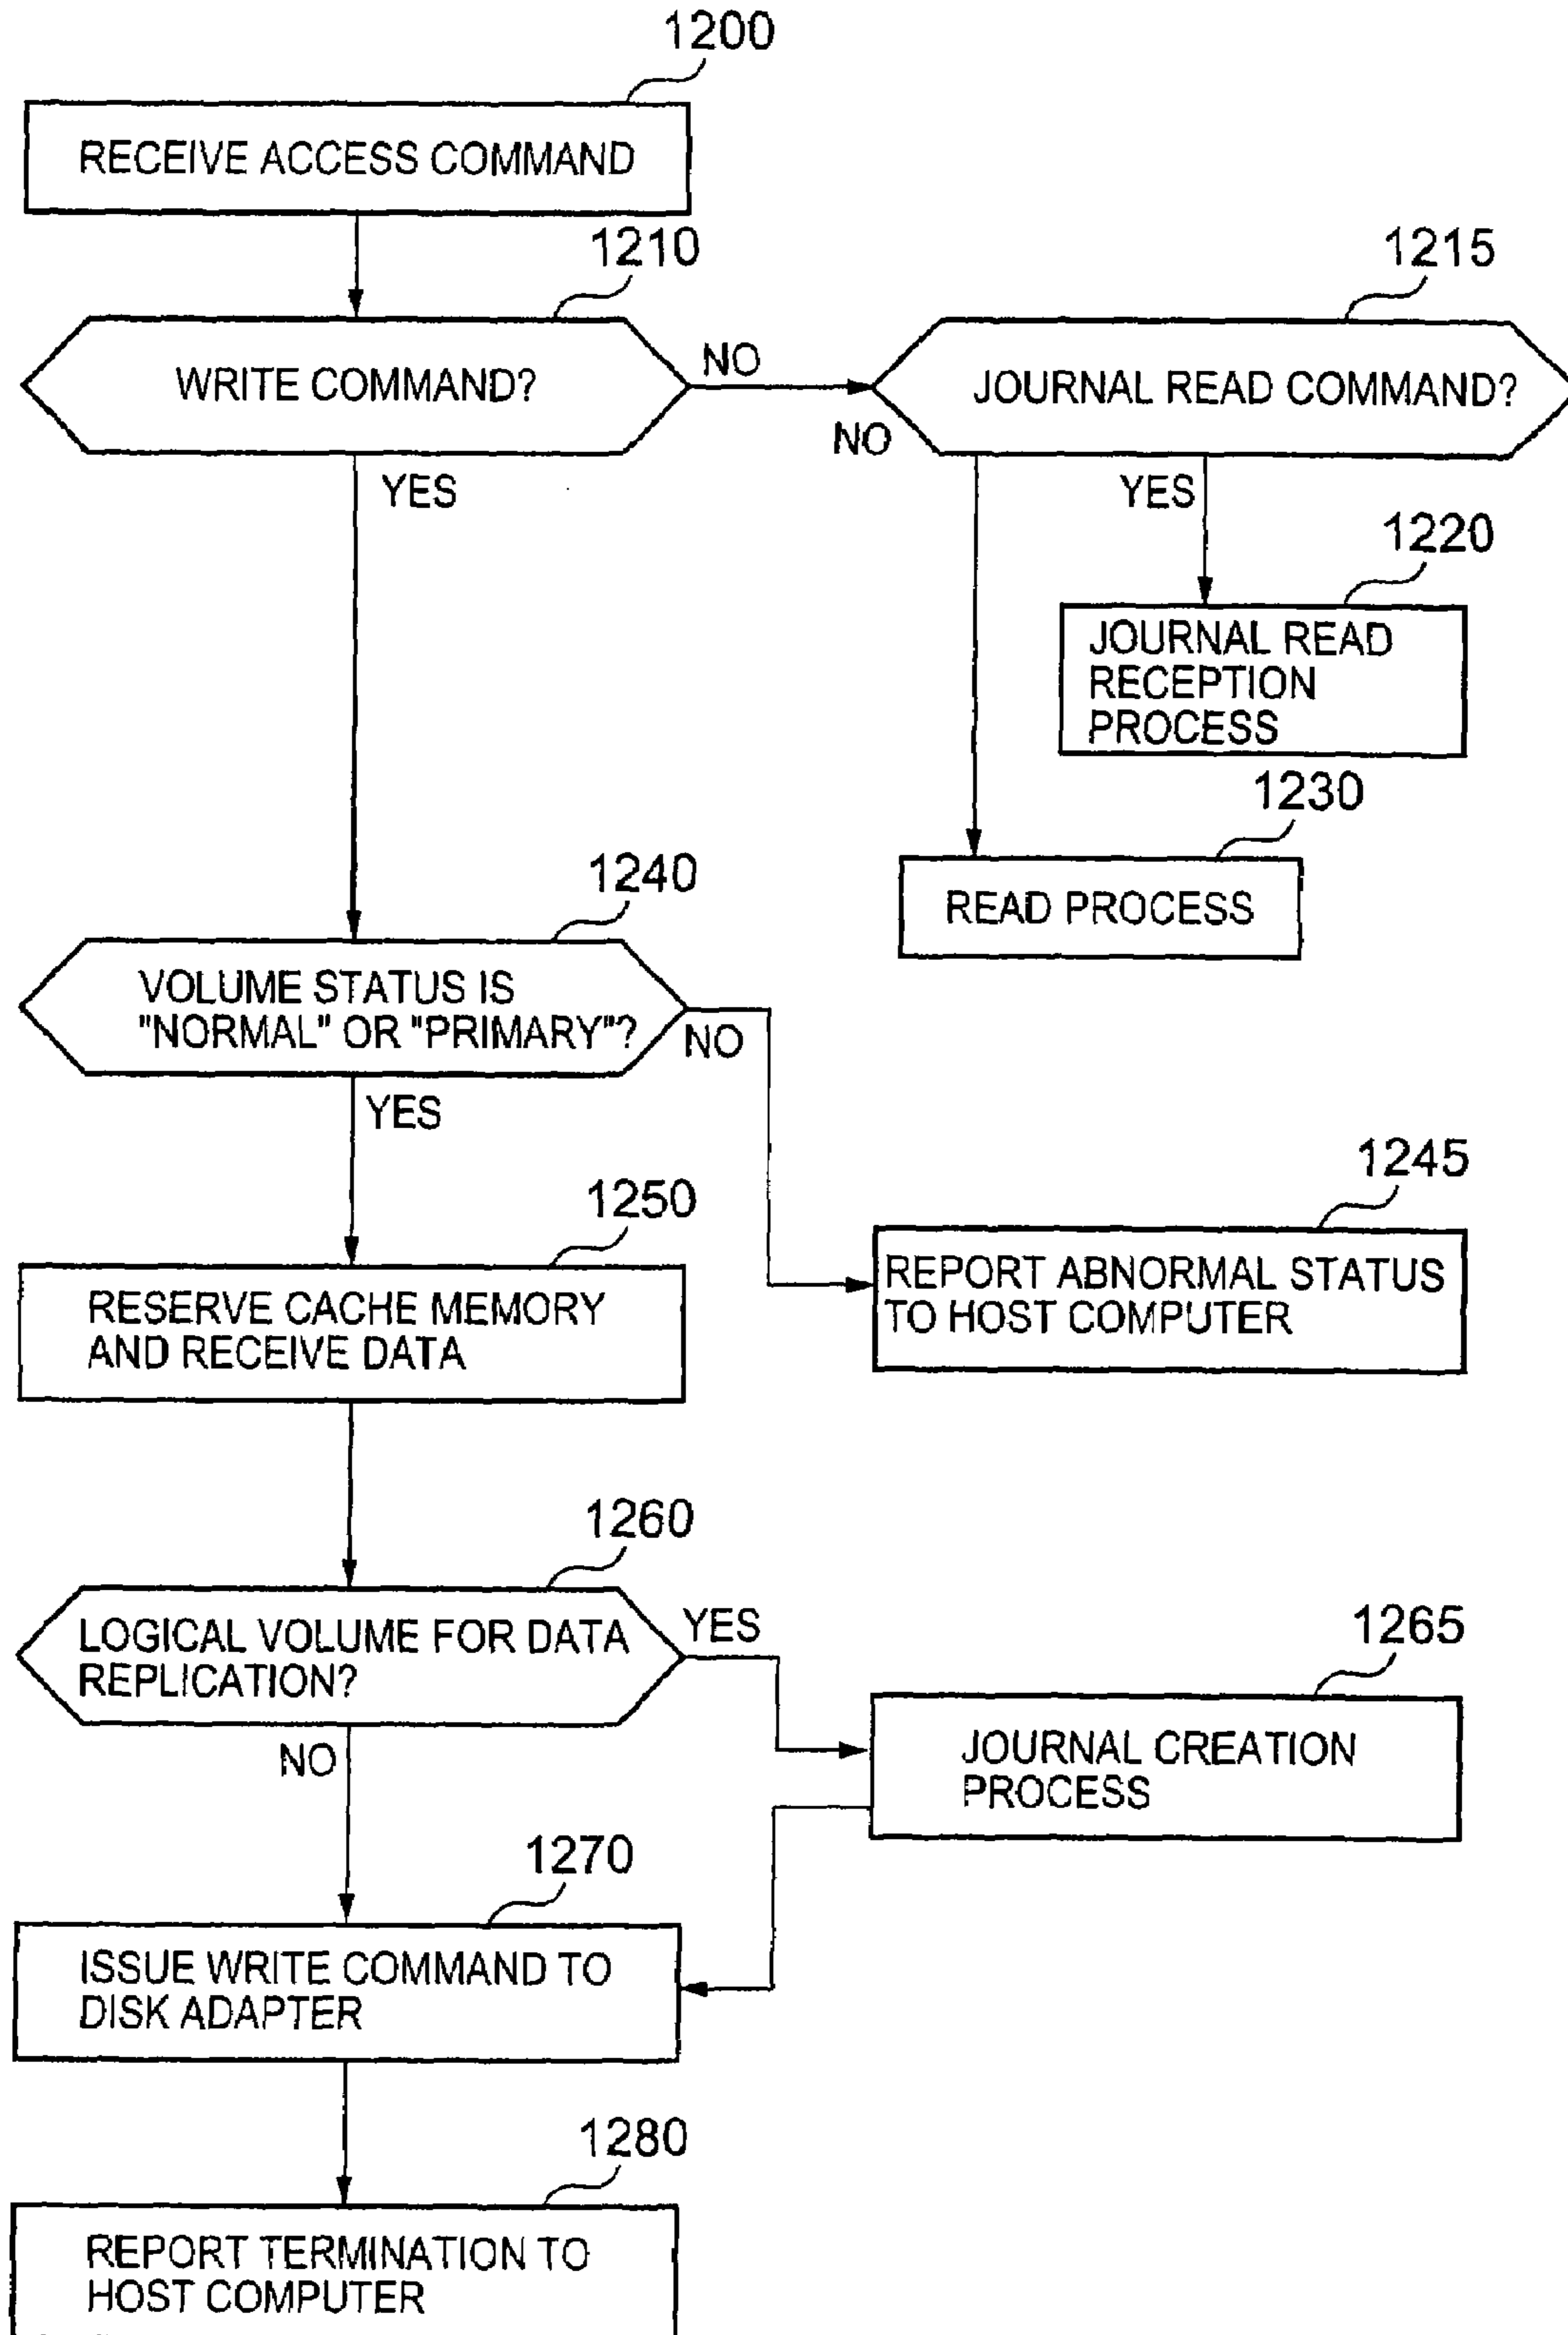 1200
RECEIVE ACCESS COMMAND
1210
1215
WRITE COMMAND?
NO
JOURNAL READ COMMAND?
NO
YES
YES
1220
JOURNAL READ
RECEPTION
PROCESS
1230
READ PROCESS
1240
VOLUME STATUS IS
"NORMAL" OR "PRIMARY"?
NO
YES
1245
REPORT ABNORMAL STATUS
TO HOST COMPUTER
1250
RESERVE CACHE MEMORY
AND RECEIVE DATA
1260
LOGICAL VOLUME FOR DATA
REPLICATION?
YES
NO
1265
JOURNAL CREATION
PROCESS
1270
ISSUE WRITE COMMAND TO
DISK ADAPTER
1280
REPORT TERMINATION TO
HOST COMPUTER